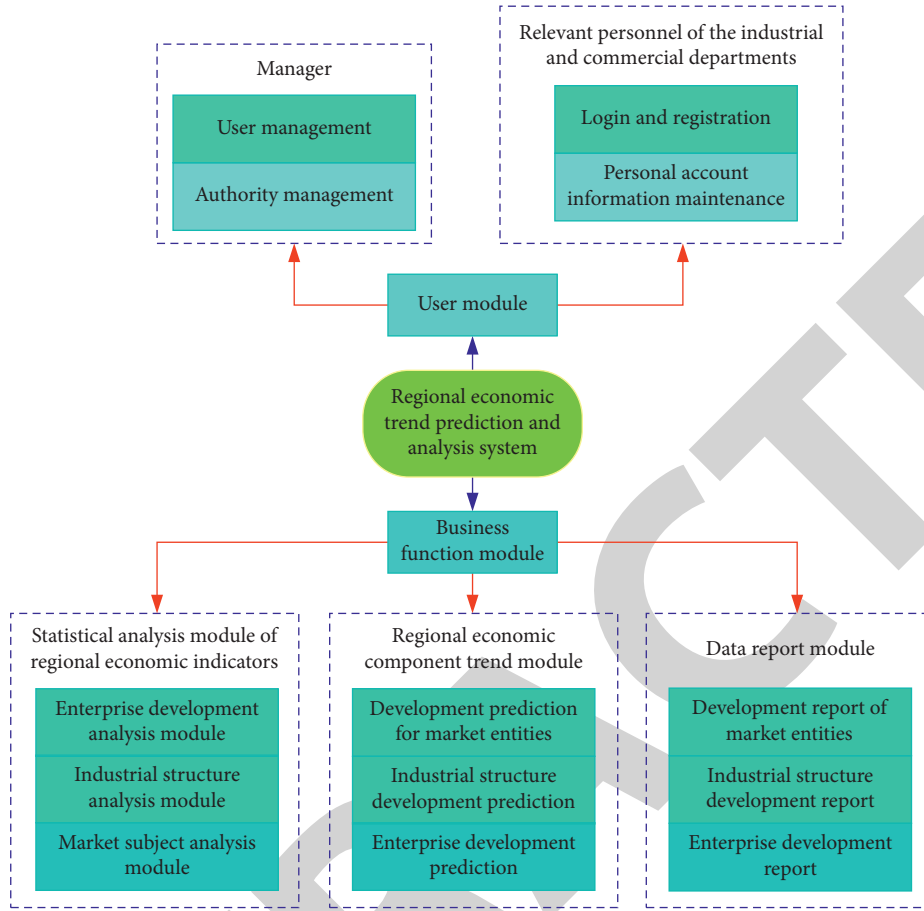 Manager
User management
Authority management
Relevant personnel of the industrial
and commercial departments
Login and registration
Personal account
information maintenance
User module
Regional economic
trend prediction and
analysis system
Business
function module
Statistical analysis module of
regional economic indicators
Enterprise development
analysis module
Industrial structure
analysis module
Market subject analysis
module
Regional economic
component trend module
Development prediction
for market entities
Industrial structure
development prediction
Enterprise development
prediction
Data report module
Development report of
market entities
Industrial structure
development report
Enterprise development
report